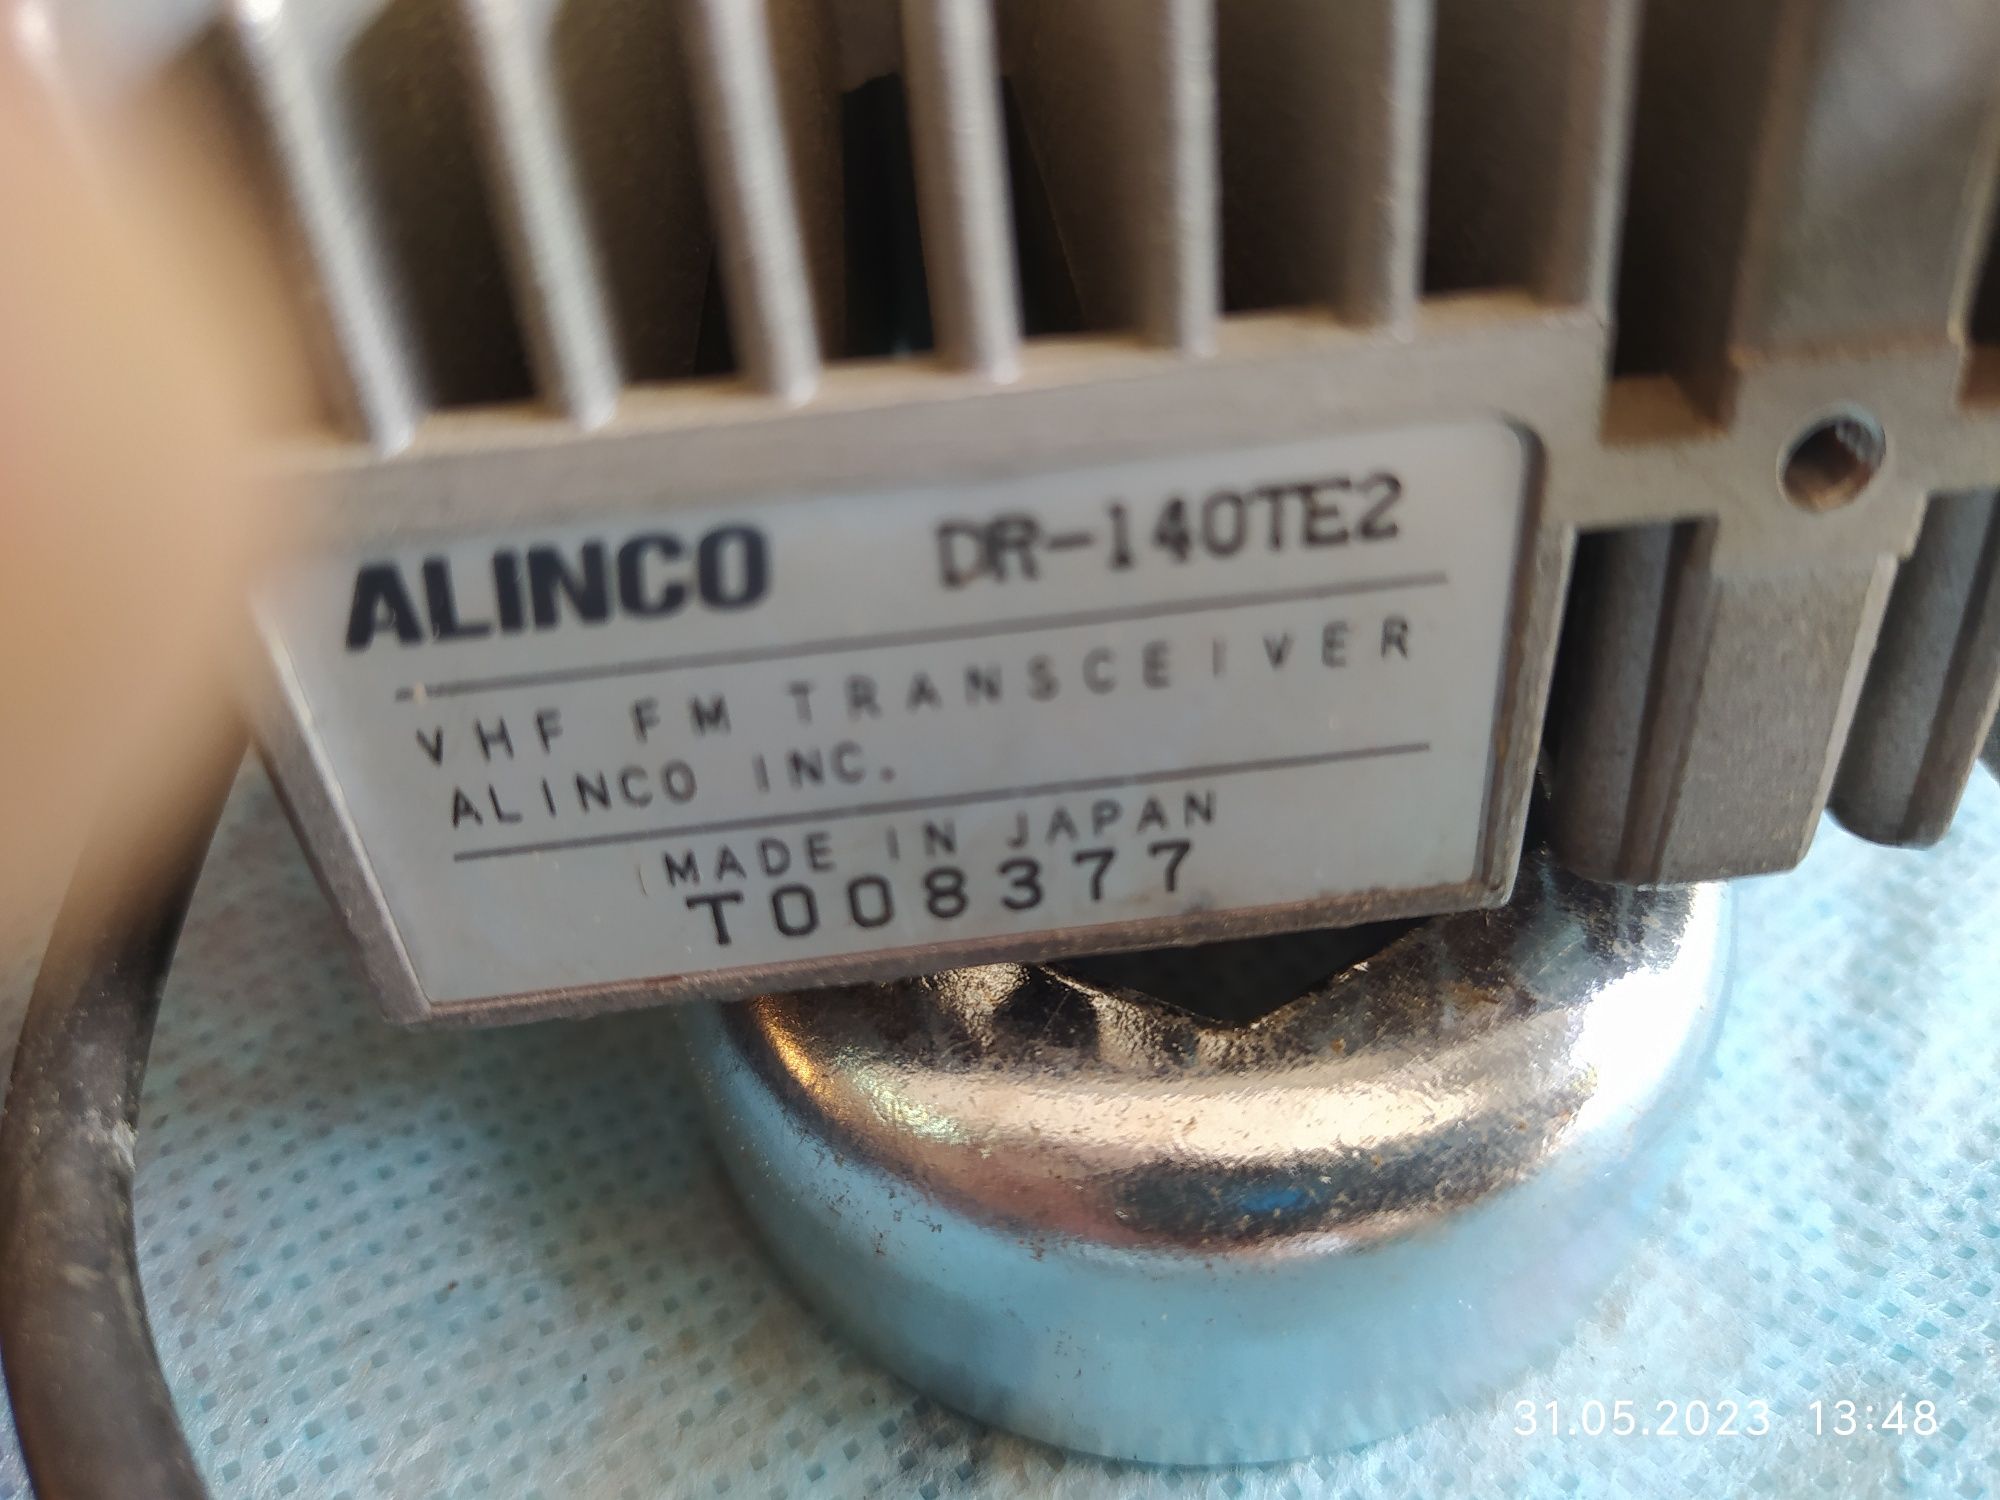 ALINCO DR-140TE2
VHF FM TRANSCEIVER
ALINCO INC.
MADE IN JAPAN
T008377
31.05.2023 13:48